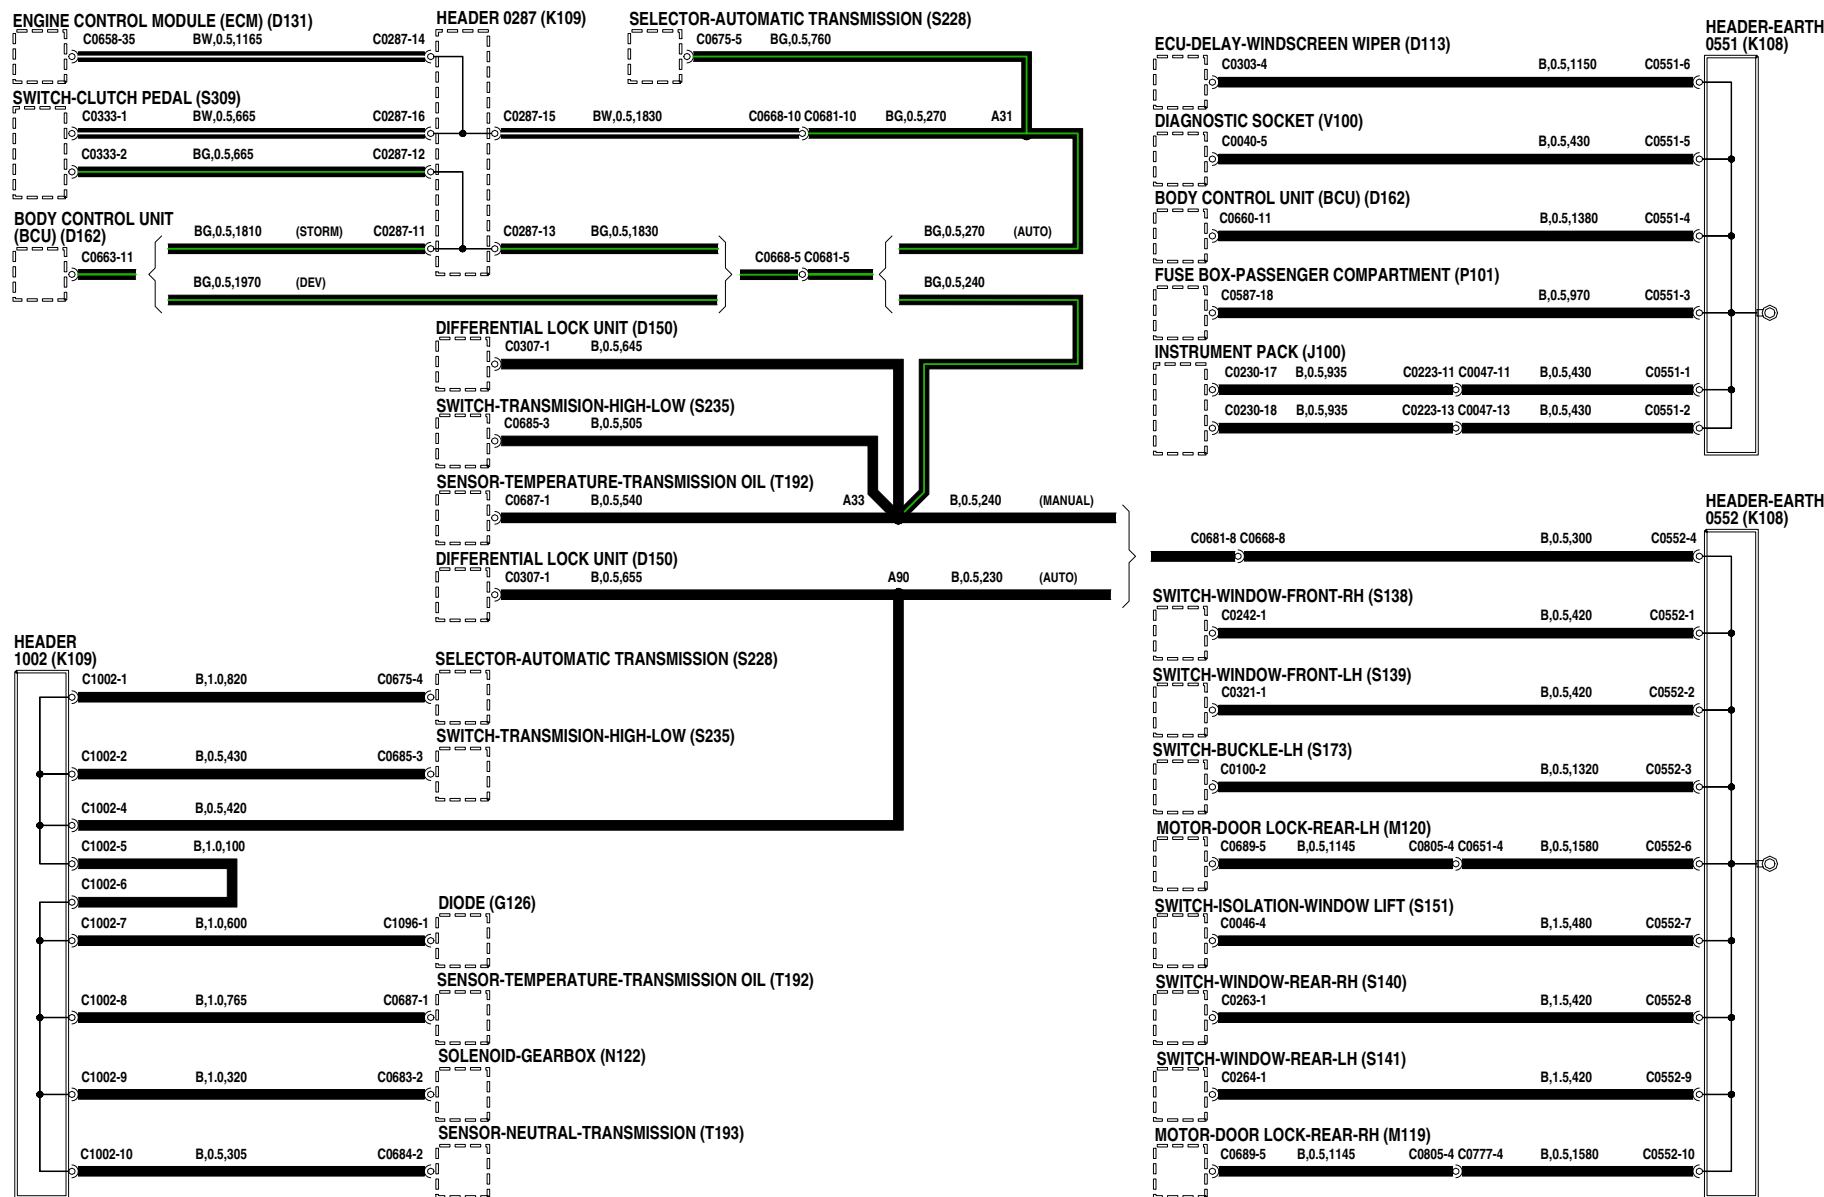 ENGINE CONTROL MODULE (ECM) (D131)
C0658-35 BW,0.5,1165 C0287-14
HEADER 0287 (K109)
SELECTOR-AUTOMATIC TRANSMISSION (S228)
C0675-5 BG,0.5,760
SWITCH-CLUTCH PEDAL (S309)
C0333-1 BW,0.5,665 C0287-16
C0287-15 BW,0.5,1830 C0668-10 C0681-10 BG,0.5,270 A31
C0333-2 BG,0.5,665 C0287-12
BODY CONTROL UNIT
(BCU) (D162)
C0663-11
BG,0.5,1810 (STORM) C0287-11
C0287-13 BG,0.5,1830
C0668-5 C0681-5
BG,0.5,270 (AUTO)
BG,0.5,1970 (DEV)
BG,0.5,240
DIFFERENTIAL LOCK UNIT (D150)
C0307-1 B,0.5,645
SWITCH-TRANSMISION-HIGH-LOW (S235)
C0685-3 B,0.5,505
SENSOR-TEMPERATURE-TRANSMISSION OIL (T192)
C0687-1 B,0.5,540 A33 B,0.5,240 (MANUAL)
DIFFERENTIAL LOCK UNIT (D150)
C0307-1 B,0.5,655 A90 B,0.5,230 (AUTO)
HEADER
1002 (K109)
C1002-1 B,1.0,820 C0675-4
SELECTOR-AUTOMATIC TRANSMISSION (S228)
C1002-2 B,0.5,430 C0685-3
SWITCH-TRANSMISION-HIGH-LOW (S235)
C1002-4 B,0.5,420
C1002-5 B,1.0,100
C1002-6
C1002-7 B,1.0,600 C1096-1
DIODE (G126)
C1002-8 B,1.0,765 C0687-1
SENSOR-TEMPERATURE-TRANSMISSION OIL (T192)
C1002-9 B,1.0,320 C0683-2
SOLENOID-GEARBOX (N122)
C1002-10 B,0.5,305 C0684-2
SENSOR-NEUTRAL-TRANSMISSION (T193)
HEADER-EARTH
0551 (K108)
ECU-DELAY-WINDSCREEN WIPER (D113)
C0303-4 B,0.5,1150 C0551-6
DIAGNOSTIC SOCKET (V100)
C0040-5 B,0.5,430 C0551-5
BODY CONTROL UNIT (BCU) (D162)
C0660-11 B,0.5,1380 C0551-4
FUSE BOX-PASSENGER COMPARTMENT (P101)
C0587-18 B,0.5,970 C0551-3
INSTRUMENT PACK (J100)
C0230-17 B,0.5,935 C0223-11 C0047-11 B,0.5,430 C0551-1
C0230-18 B,0.5,935 C0223-13 C0047-13 B,0.5,430 C0551-2
HEADER-EARTH
0552 (K108)
C0681-8 C0668-8 B,0.5,300 C0552-4
SWITCH-WINDOW-FRONT-RH (S138)
C0242-1 B,0.5,420 C0552-1
SWITCH-WINDOW-FRONT-LH (S139)
C0321-1 B,0.5,420 C0552-2
SWITCH-BUCKLE-LH (S173)
C0100-2 B,0.5,1320 C0552-3
MOTOR-DOOR LOCK-REAR-LH (M120)
C0689-5 B,0.5,1145 C0805-4 C0651-4 B,0.5,1580 C0552-6
SWITCH-ISOLATION-WINDOW LIFT (S151)
C0046-4 B,1.5,480 C0552-7
SWITCH-WINDOW-REAR-RH (S140)
C0263-1 B,1.5,420 C0552-8
SWITCH-WINDOW-REAR-LH (S141)
C0264-1 B,1.5,420 C0552-9
MOTOR-DOOR LOCK-REAR-RH (M119)
C0689-5 B,0.5,1145 C0805-4 C0777-4 B,0.5,1580 C0552-10